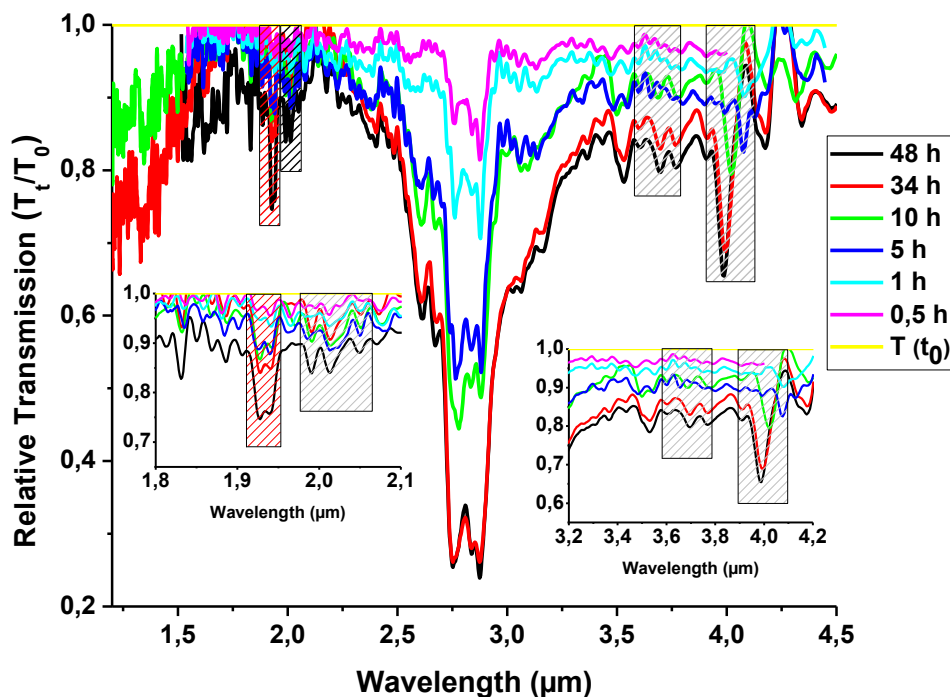 Relative Transmission (Tt/T0)
1,0
0,8
0,6
0,4
0,2
1,5
2,0
2,5
3,0
3,5
4,0
4,5
Wavelength (µm)
48 h
34 h
10 h
5 h
1 h
0,5 h
T (t0)
1,0
0,9
0,8
0,7
1,8
1,9
2,0
2,1
Wavelength (µm)
1,0
0,9
0,8
0,7
0,6
3,2
3,4
3,6
3,8
4,0
4,2
Wavelength (µm)